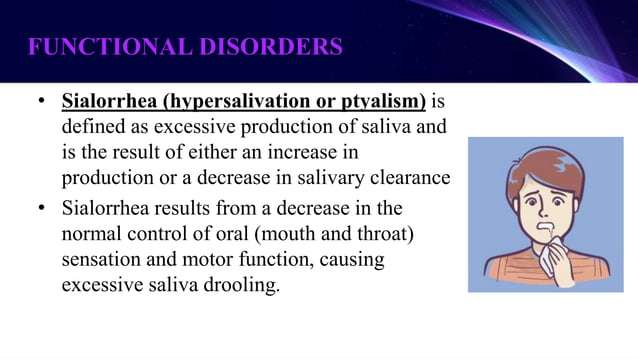 FUNCTIONAL DISORDERS
• Sialorrhea (hypersalivation or ptyalism) is
defined as excessive production of saliva and
is the result of either an increase in
production or a decrease in salivary clearance
• Sialorrhea results from a decrease in the
normal control of oral (mouth and throat)
sensation and motor function, causing
excessive saliva drooling.